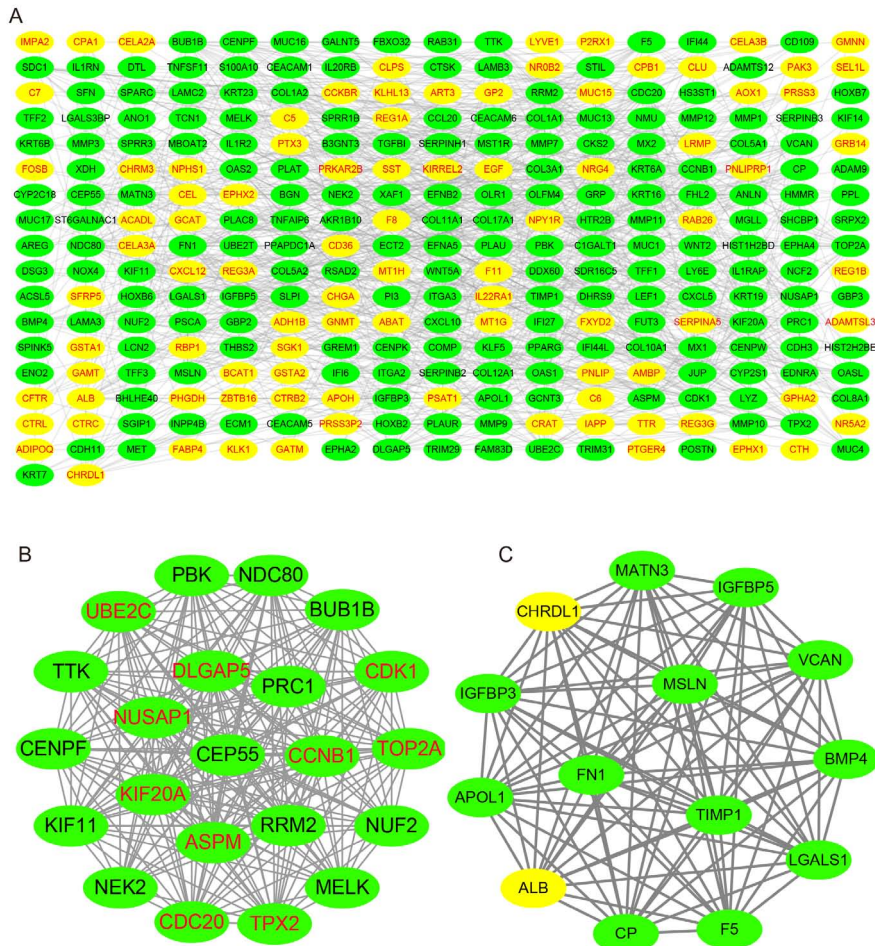 A
IMPA2 CPA1 CELA2A BUB1B CENPF MUC16 GALNT5 FBXO32 RAB31 TTK LYVE1 P2RX1 F5 IFI44 CELA3B CD109 GMNN
SDC1 IL1RN DTL TNFSF11 S100A10 CEACAM1 IL20RB CLPS CTSK LAMB3 NR0B2 STIL CPB1 CLU ADAMTS12 PAK3 SEL1L
C7 SFN SPARC LAMC2 KRT23 COL1A2 CCKBR KLHL13 ART3 GP2 RRM2 MUC15 CDC20 HS3ST1 AOX1 PRSS3 HOXB7
TFF2 LGALS3BP ANO1 TCN1 MELK C5 SPRR1B REG1A CCL20 CEACAM6 COL1A1 MUC13 NMU MMP12 MMP1 SERPINB3 KIF14
KRT6B MMP3 SPRR3 MBOAT2 IL1R2 PTX3 B3GNT3 TGFBI SERPINH1 MST1R MMP7 CKS2 MX2 LRMP COL5A1 VCAN GRB14
FOSB XDH CHRM3 NPHS1 OAS2 PLAT PRKAR2B SST KIRREL2 EGF COL3A1 NRG4 KRT6A CCNB1 PNLIPRP1 CP ADAM9
CYP2C18 CEP55 MATN3 CEL EPHX2 BGN NEK2 XAF1 EFNB2 OLR1 OLFM4 GRP KRT16 FHL2 ANLN HMMR PPL
MUC17 ST6GALNAC1 ACADL GCAT PLAC8 TNFAIP6 AKR1B10 F8 COL11A1 COL17A1 NPY1R HTR2B MMP11 RAB26 MGLL SHCBP1 SRPX2
AREG NDC80 CELA3A FN1 UBE2T PPAPDC1A CD36 ECT2 EFNA5 PLAU PBK C1GALT1 MUC1 WNT2 HIST1H2BD EPHA4 TOP2A
DSG3 NOX4 KIF11 CXCL12 REG3A COL5A2 RSAD2 MT1H WNT5A F11 DDX60 SDR16C5 TFF1 LY6E IL1RAP NCF2 REG1B
ACSL5 SFRP5 HOXB6 LGALS1 IGFBP5 SLPI CHGA PI3 ITGA3 IL22RA1 TIMP1 DHRS9 LEF1 CXCL5 KRT19 NUSAP1 GBP3
BMP4 LAMA3 NUF2 PSCA GBP2 ADH1B GNMT ABAT CXCL10 MT1G IFI27 FXYD2 FUT3 SERPINA5 KIF20A PRC1 ADAMTSL3
SPINK5 GSTA1 LCN2 RBP1 THBS2 SGK1 GREM1 CENPK COMP KLF5 PPARG IFI44L COL10A1 MX1 CENPW CDH3 HIST2H2BE
ENO2 GAMT TFF3 MSLN BCAT1 GSTA2 IFI6 ITGA2 SERPINB2 COL12A1 OAS1 PNLIP AMBP JUP CYP2S1 EDNRA OASL
CFTR ALB BHLHE40 PHGDH ZBTB16 CTRB2 APOH IGFBP3 PSAT1 APOL1 GCNT3 C6 ASPM CDK1 LYZ GPHA2 COL8A1
CTRL CTRC SGIP1 INPP4B ECM1 CEACAM5 PRSS3P2 HOXB2 PLAUR MMP9 CRAT IAPP TTR REG3G MMP10 TPX2 NR5A2
ADIPOQ CDH11 MET FABP4 KLK1 GATM EPHA2 DLGAP5 TRIM29 FAM83D UBE2C TRIM31 PTGER4 POSTN EPHX1 CTH MUC4
KRT7 CHRDL1
B
PBK NDC80
UBE2C BUB1B
TTK DLGAP5 PRC1 CDK1
NUSAP1
CENPF CEP55 CCNB1 TOP2A
KIF20A
KIF11 ASPM RRM2 NUF2
NEK2 MELK
CDC20 TPX2
C
MATN3
CHRDL1 IGFBP5
IGFBP3 MSLN VCAN
FN1 BMP4
APOL1 TIMP1
LGALS1
ALB
CP F5